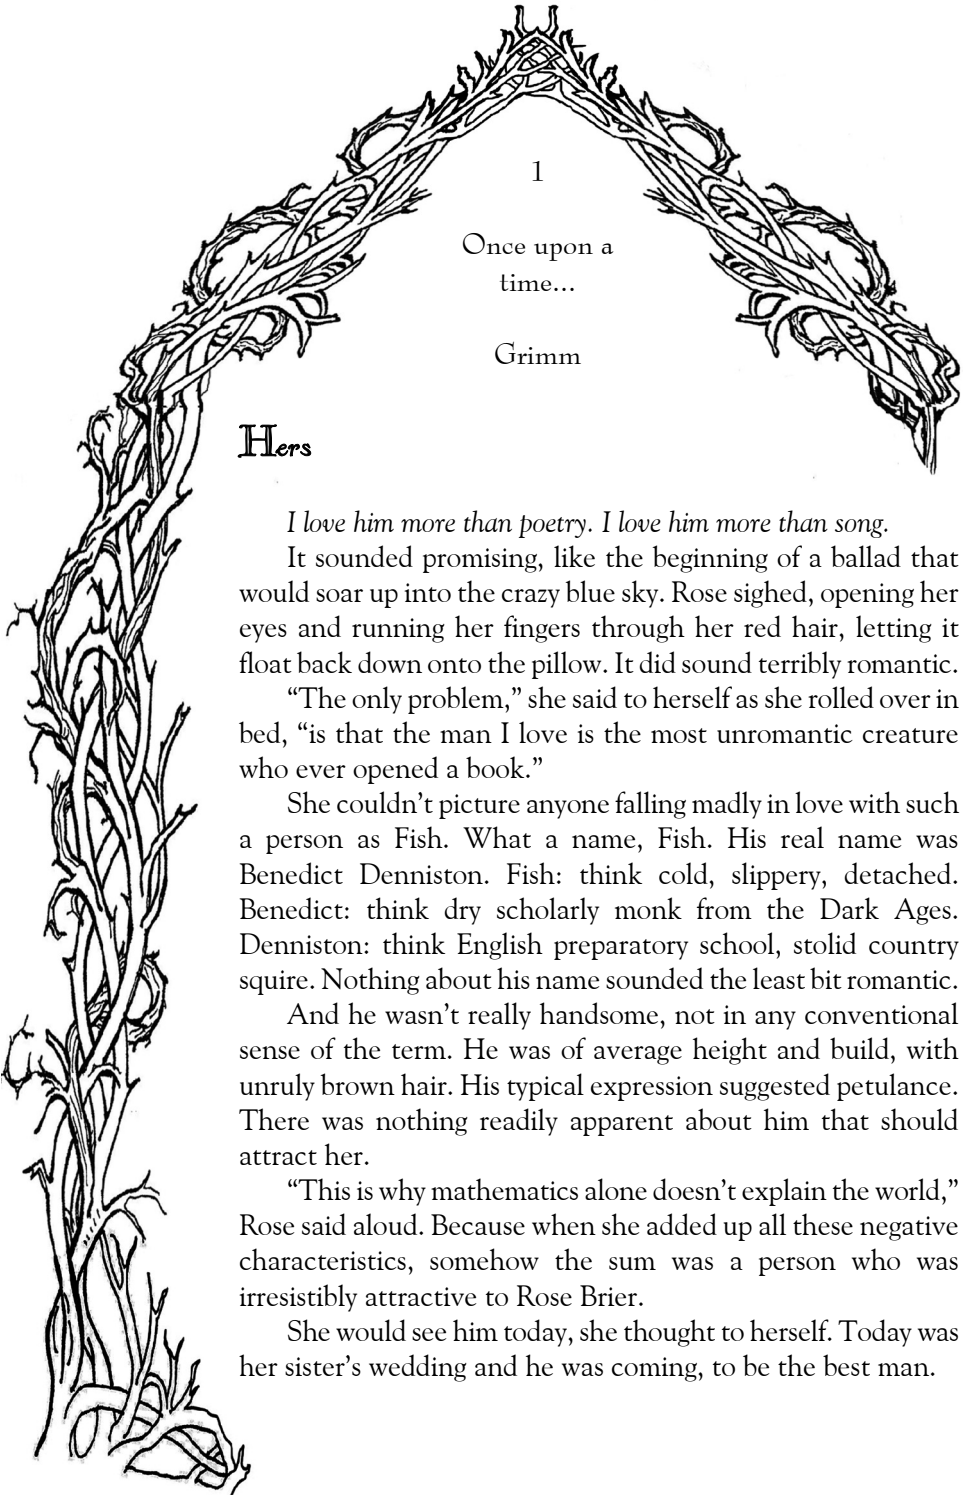 1
Once upon a
time...
Grimm
Hers
I love him more than poetry. I love him more than song.
It sounded promising, like the beginning of a ballad that
would soar up into the crazy blue sky. Rose sighed, opening her
eyes and running her fingers through her red hair, letting it
float back down onto the pillow. It did sound terribly romantic.
“The only problem,” she said to herself as she rolled over in
bed, “is that the man I love is the most unromantic creature
who ever opened a book.”
She couldn’t picture anyone falling madly in love with such
a person as Fish. What a name, Fish. His real name was
Benedict Denniston. Fish: think cold, slippery, detached.
Benedict: think dry scholarly monk from the Dark Ages.
Denniston: think English preparatory school, stolid country
squire. Nothing about his name sounded the least bit romantic.
And he wasn’t really handsome, not in any conventional
sense of the term. He was of average height and build, with
unruly brown hair. His typical expression suggested petulance.
There was nothing readily apparent about him that should
attract her.
“This is why mathematics alone doesn’t explain the world,”
Rose said aloud. Because when she added up all these negative
characteristics, somehow the sum was a person who was
irresistibly attractive to Rose Brier.
She would see him today, she thought to herself. Today was
her sister’s wedding and he was coming, to be the best man.